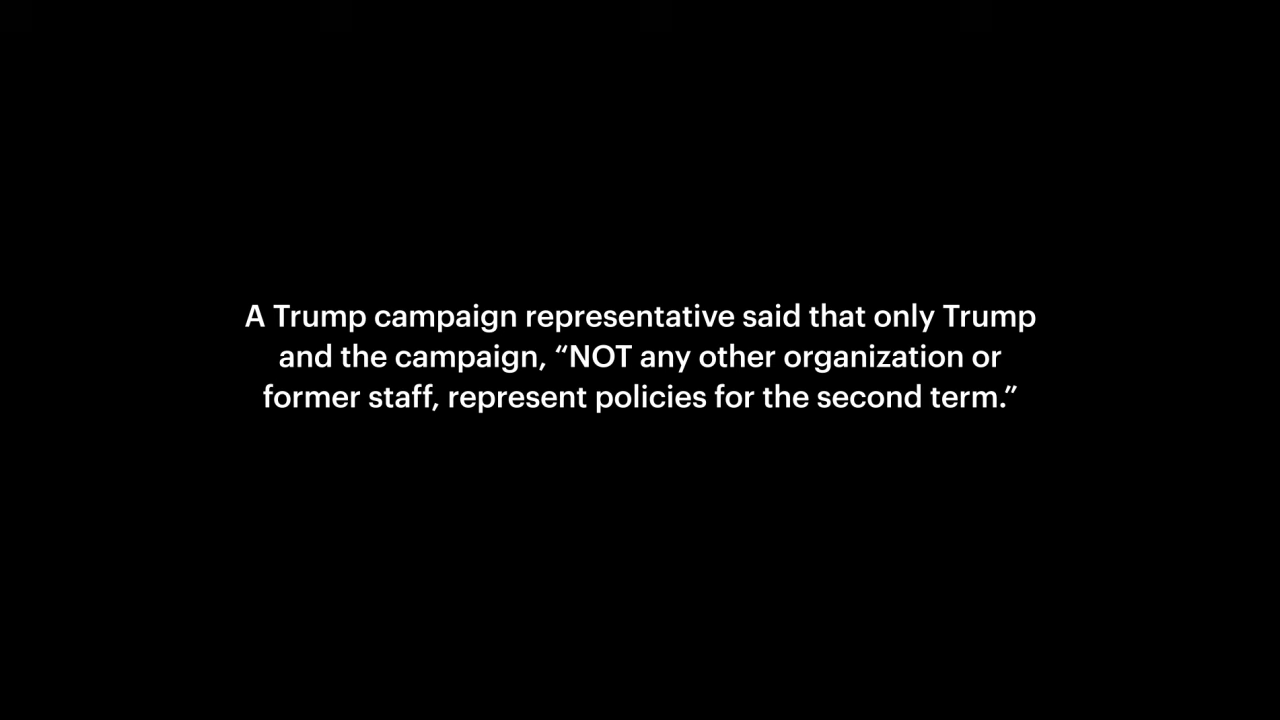 A Trump campaign representative said that only Trump
and the campaign, “NOT any other organization or
former staff, represent policies for the second term.”